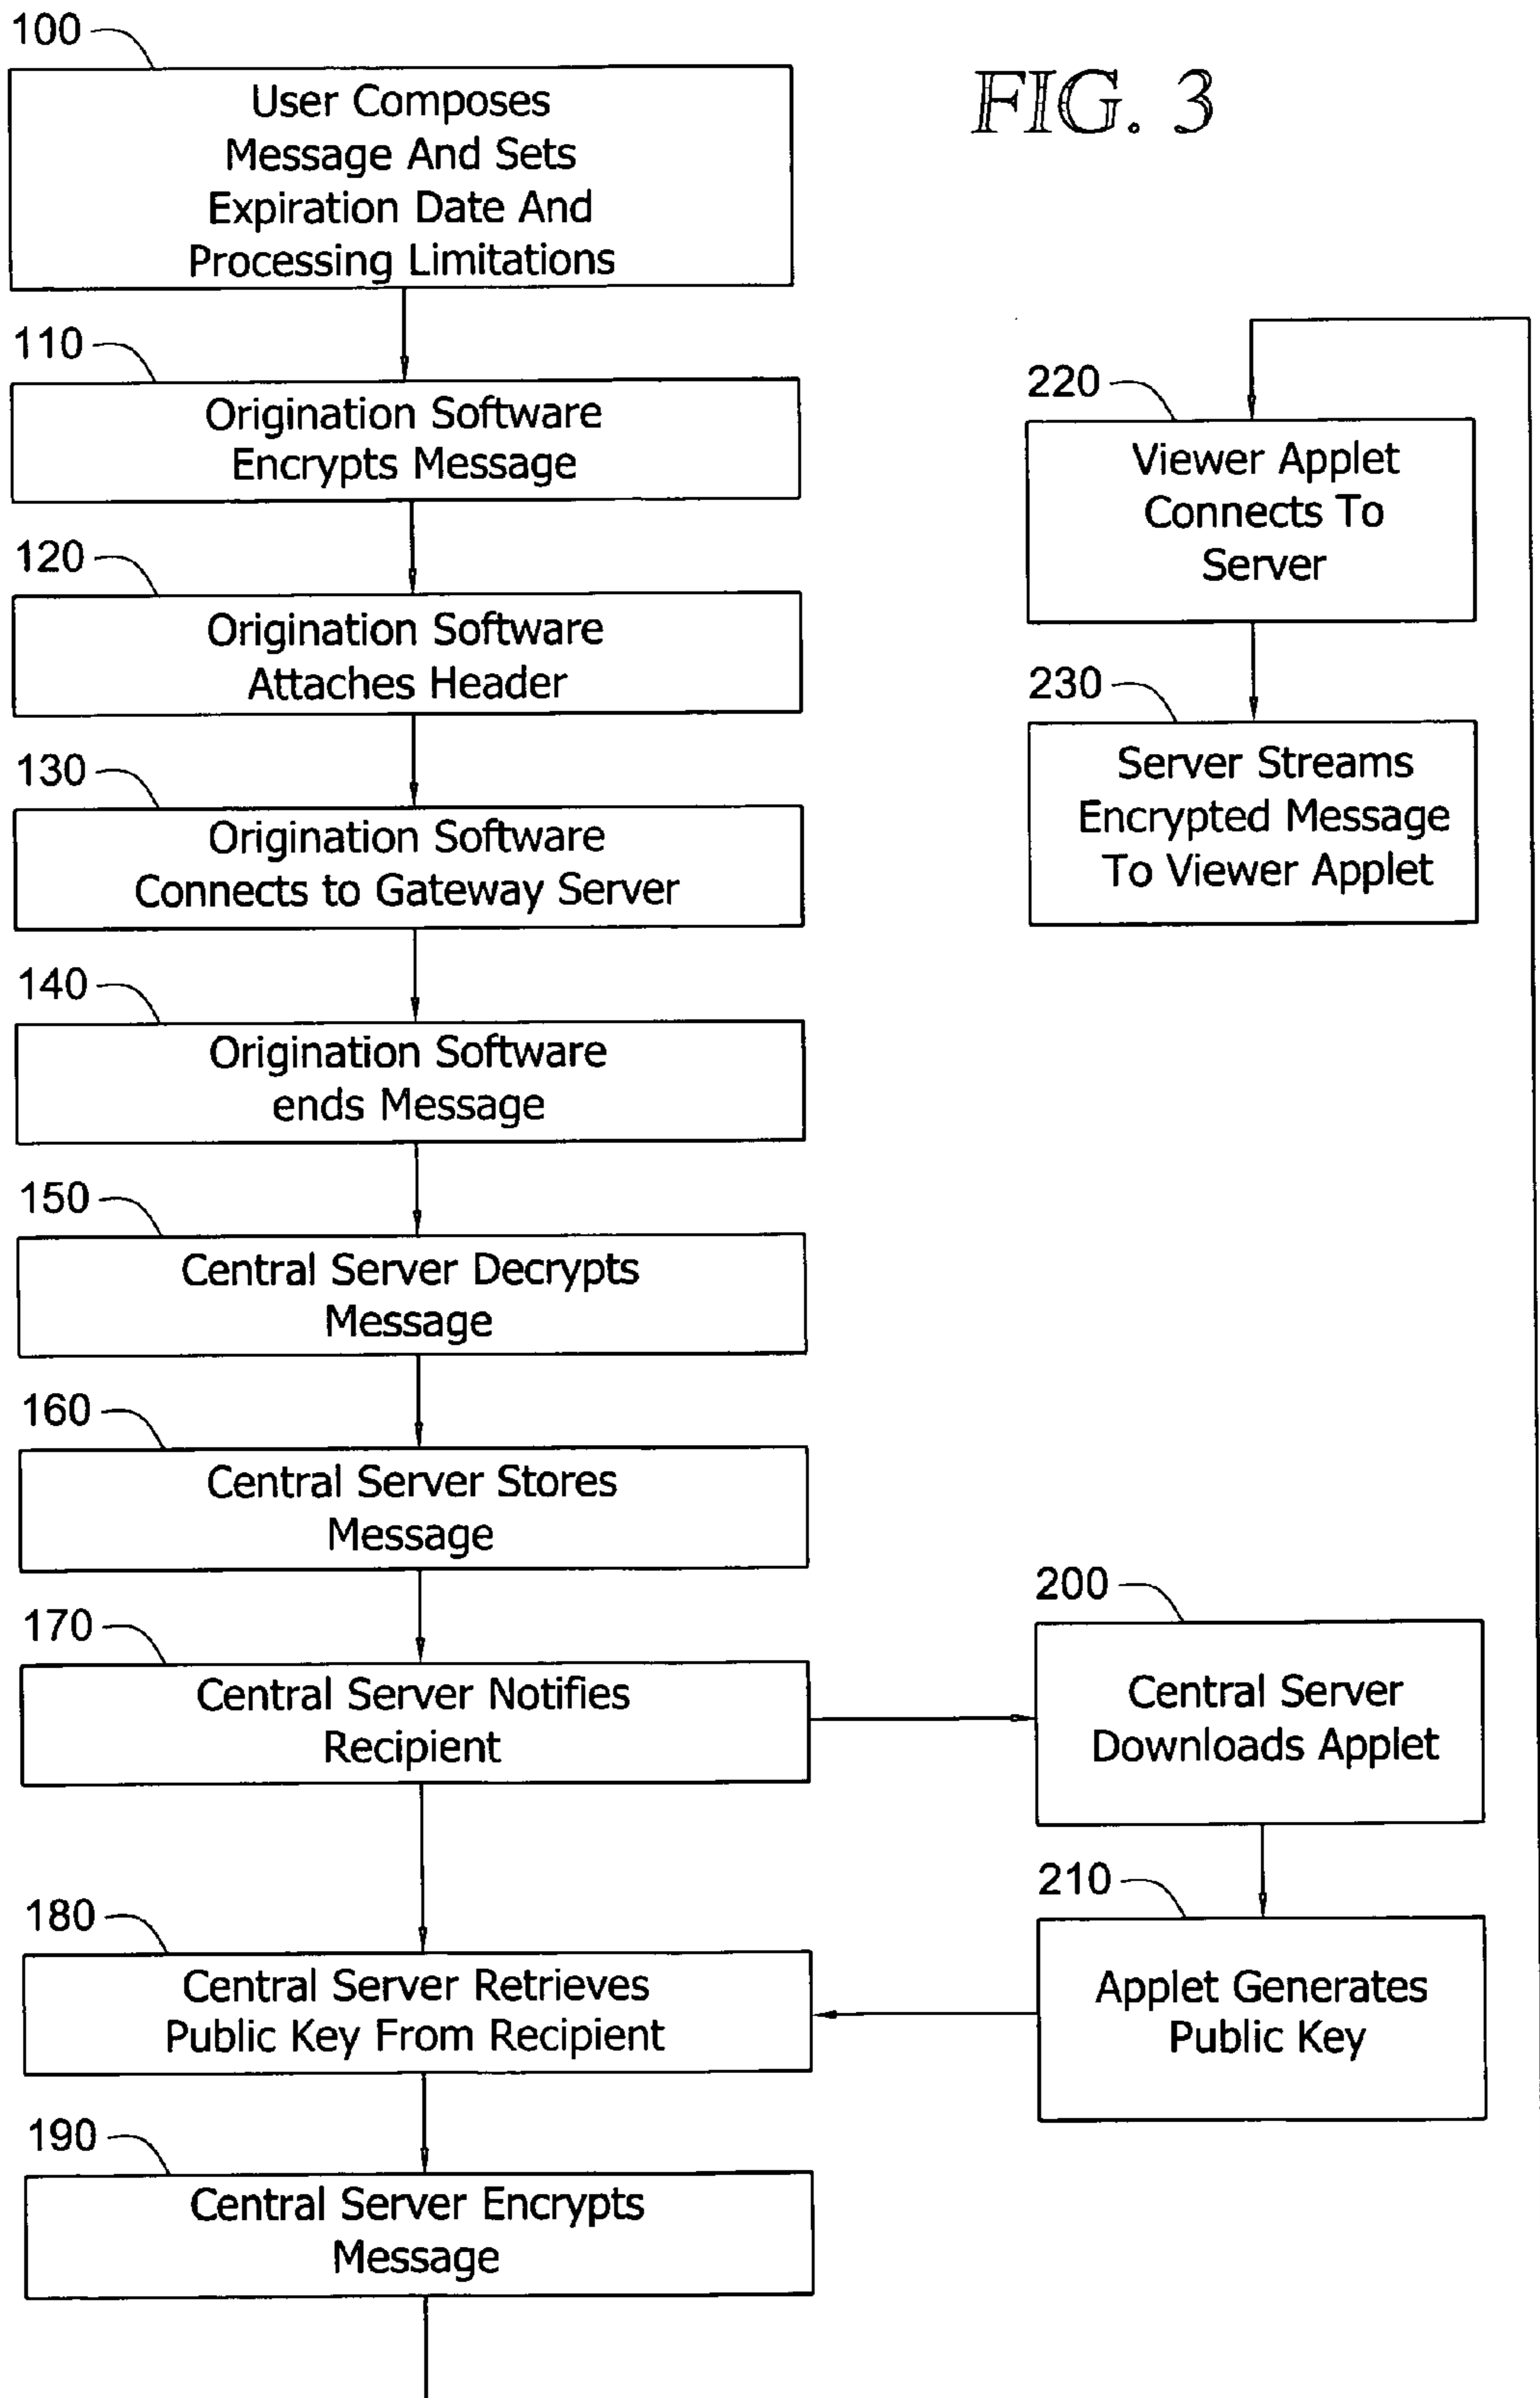 FIG. 3
100
User Composes
Message And Sets
Expiration Date And
Processing Limitations
110
Origination Software
Encrypts Message
120
Origination Software
Attaches Header
130
Origination Software
Connects to Gateway Server
140
Origination Software
ends Message
150
Central Server Decrypts
Message
160
Central Server Stores
Message
170
Central Server Notifies
Recipient
180
Central Server Retrieves
Public Key From Recipient
190
Central Server Encrypts
Message
200
Central Server
Downloads Applet
210
Applet Generates
Public Key
220
Viewer Applet
Connects To
Server
230
Server Streams
Encrypted Message
To Viewer Applet